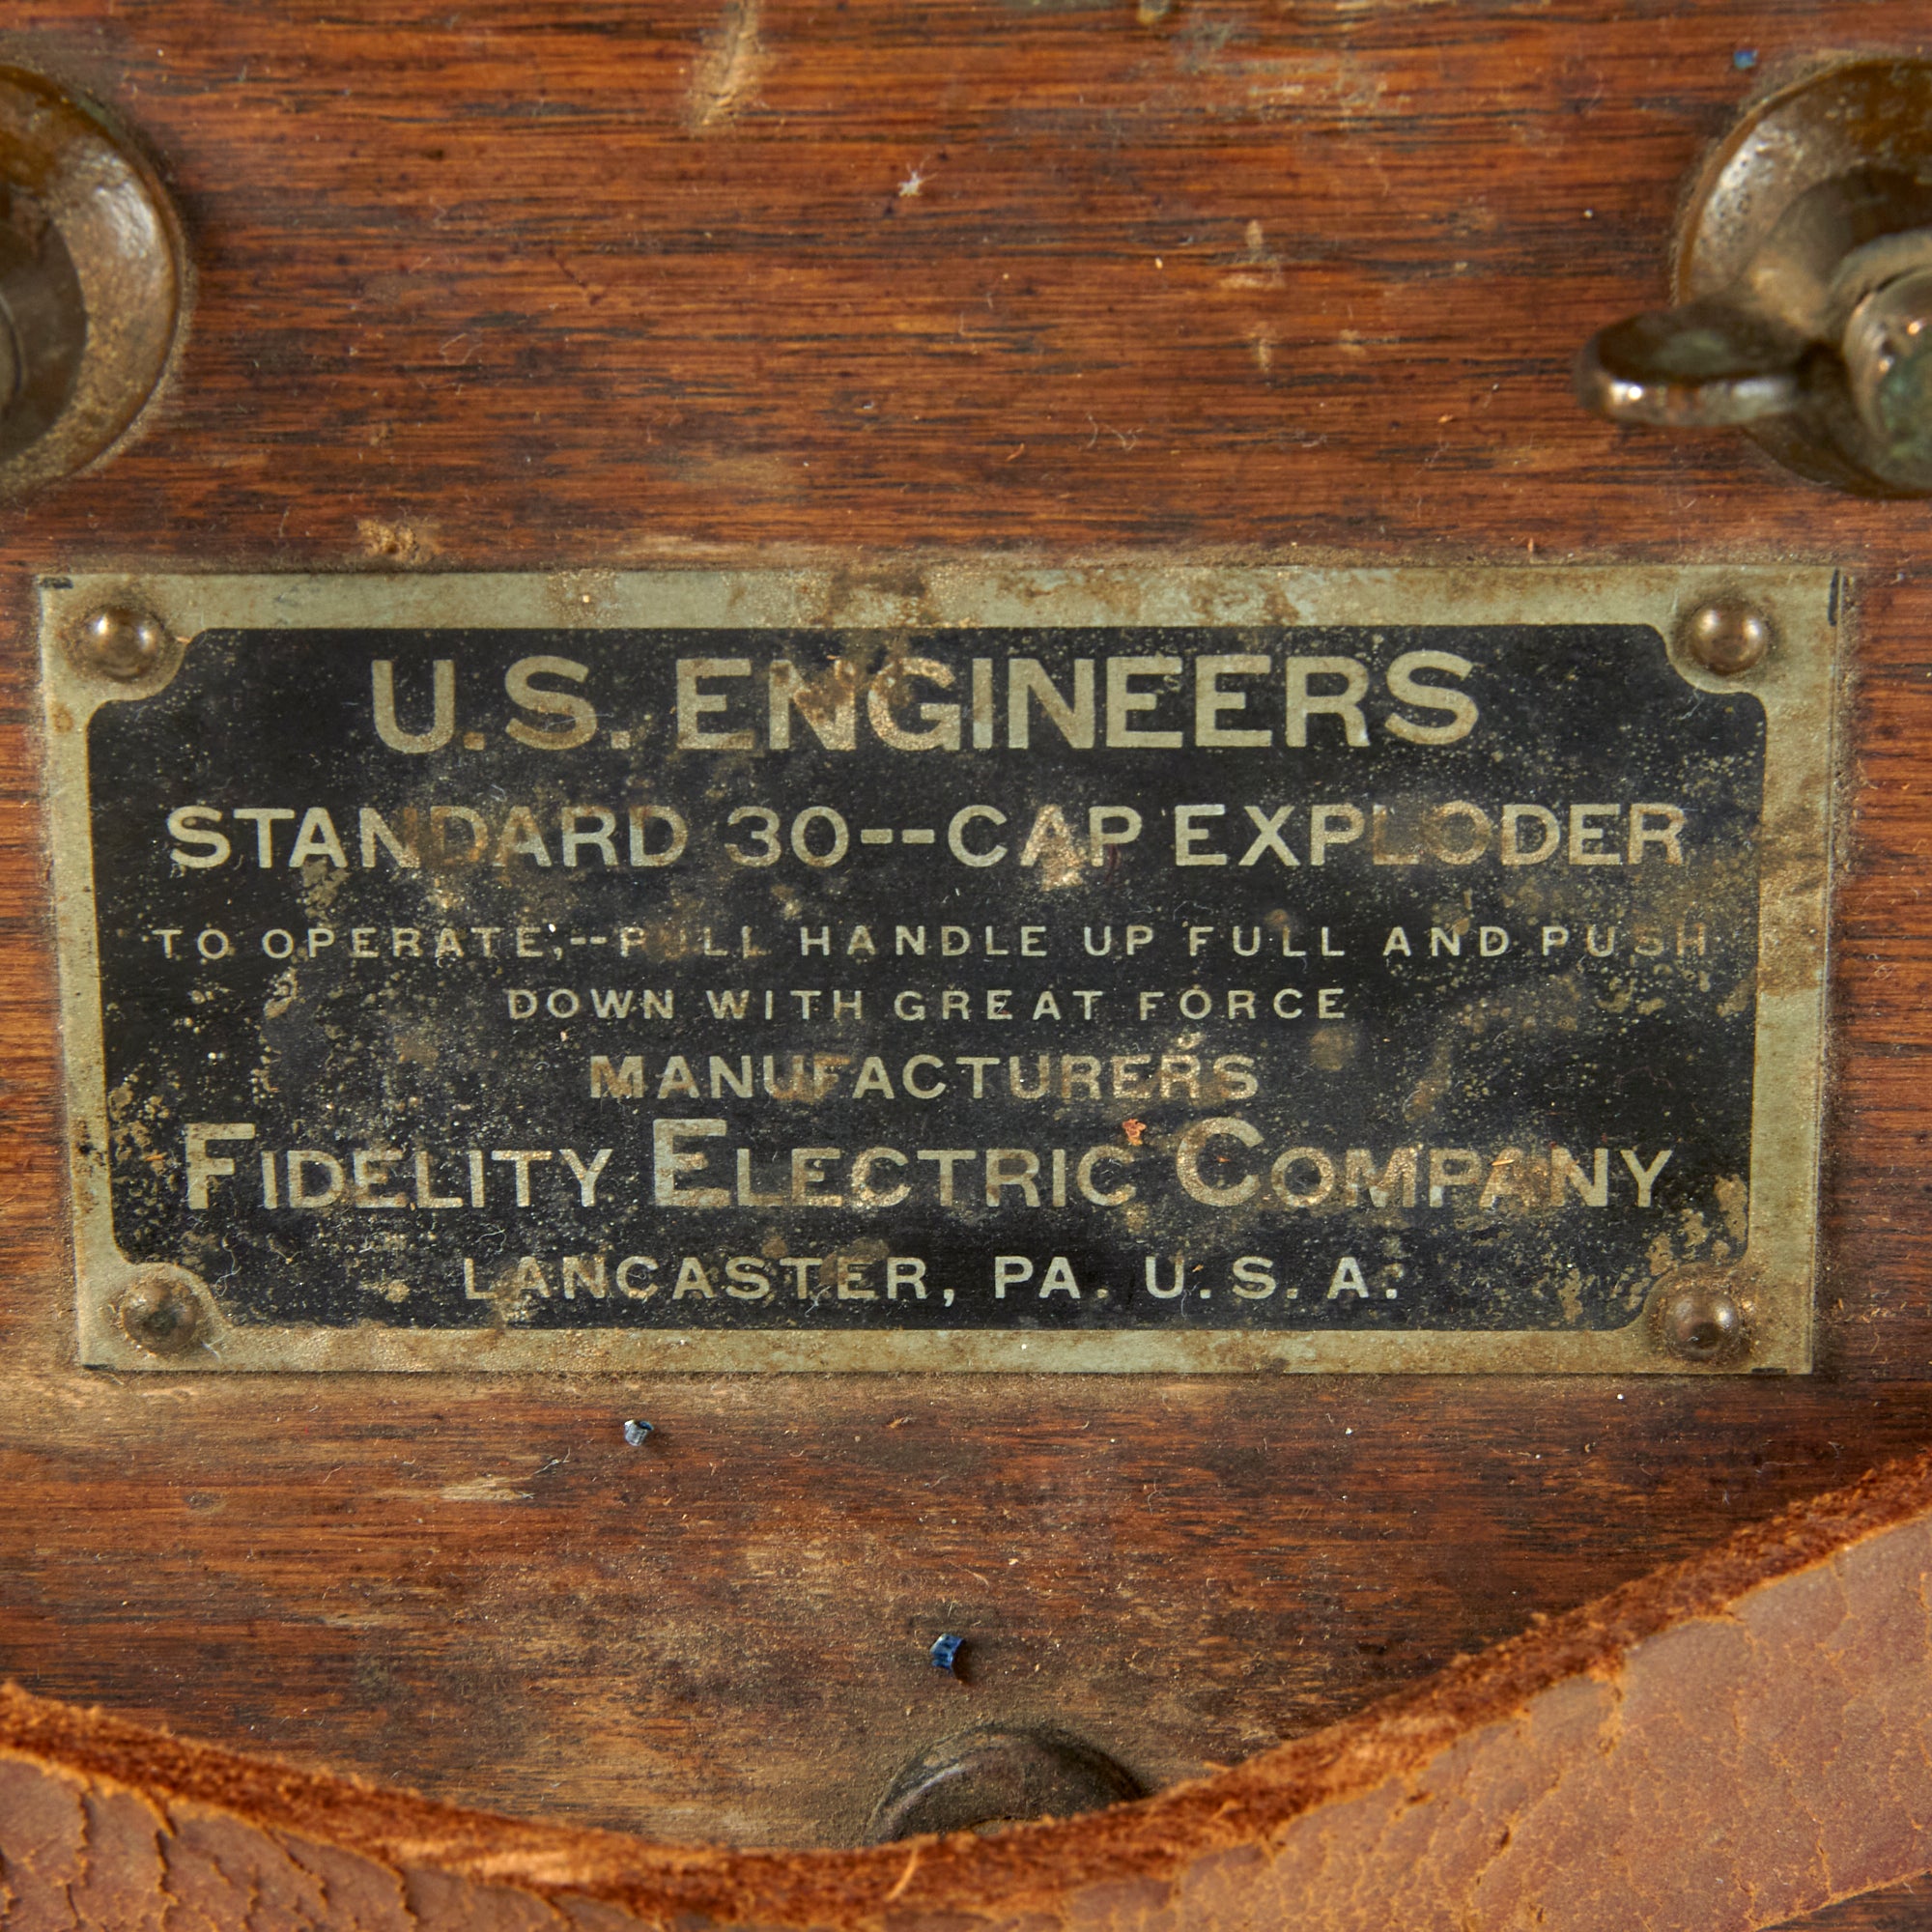 U.S. ENGINEERS
STANDARD 30--CAP EXPLODER
TO OPERATE,--PULL HANDLE UP FULL AND PUSH
DOWN WITH GREAT FORCE
MANUFACTURERS
FIDELITY ELECTRIC COMPANY
LANCASTER, PA. U.S.A.